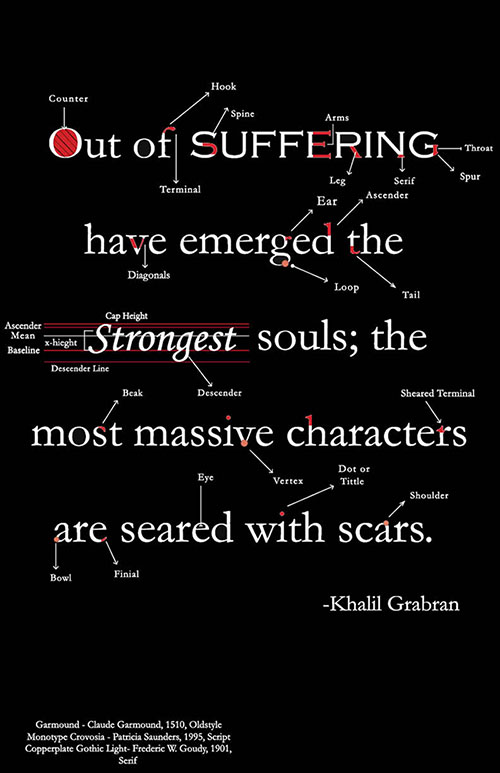 Hook
Counter
Spine
Arms
Out of SUFFERING
Throat
Spur
Terminal
Leg
Serif
Ear
Ascender
have emerged the
Diagonals
Loop
Tail
Cap Height
Ascender
Mean
x-hieght
Baseline
Strongest souls; the
Descender Line
Beak
Descender
Sheared Terminal
most massive characters
Eye
Vertex
Dot or
Tittle
Shoulder
are seared with scars.
Bowl
Finial
-Khalil Grabran
Garmound - Claude Garmound, 1510, Oldstyle
Monotype Crovosia - Patricia Saunders, 1995, Script
Copperplate Gothic Light- Frederic W. Goudy, 1901,
Serif